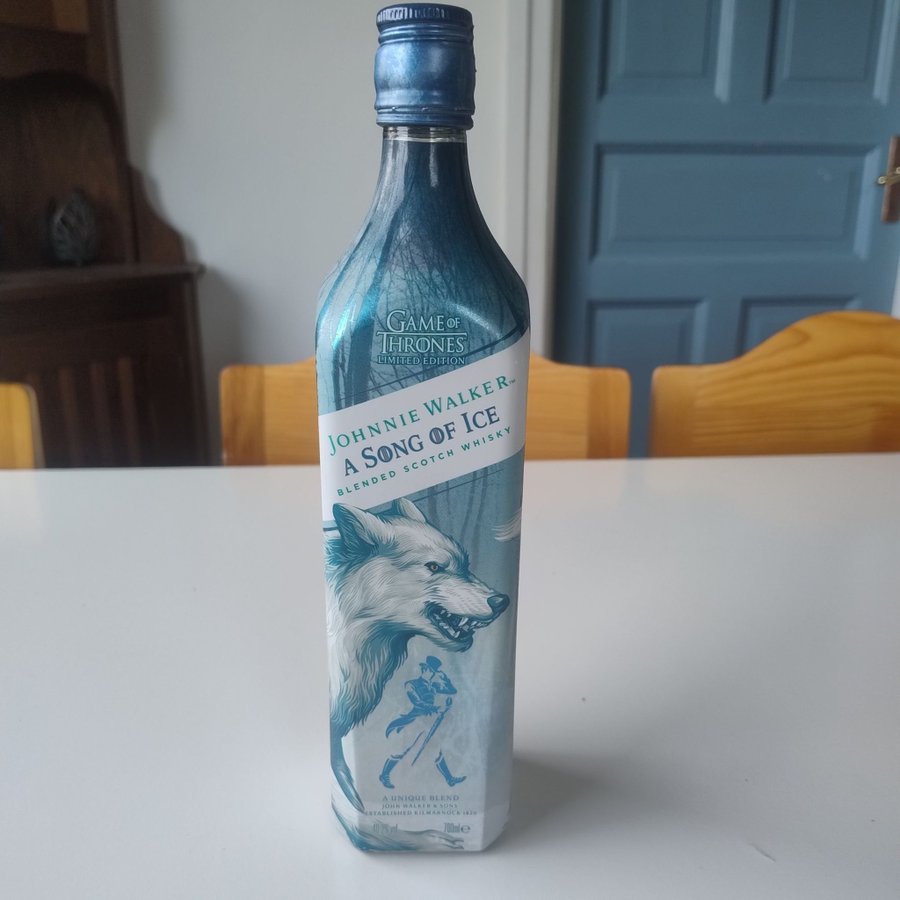 GAME OF
THRONES
LIMITED EDITION
JOHNNIE WALKER™
A SONG OF ICE
BLENDED SCOTCH WHISKY
A UNIQUE BLEND
JOHN WALKER & SONS
ESTABLISHED KILMARNOCK 1820
700ml ℮